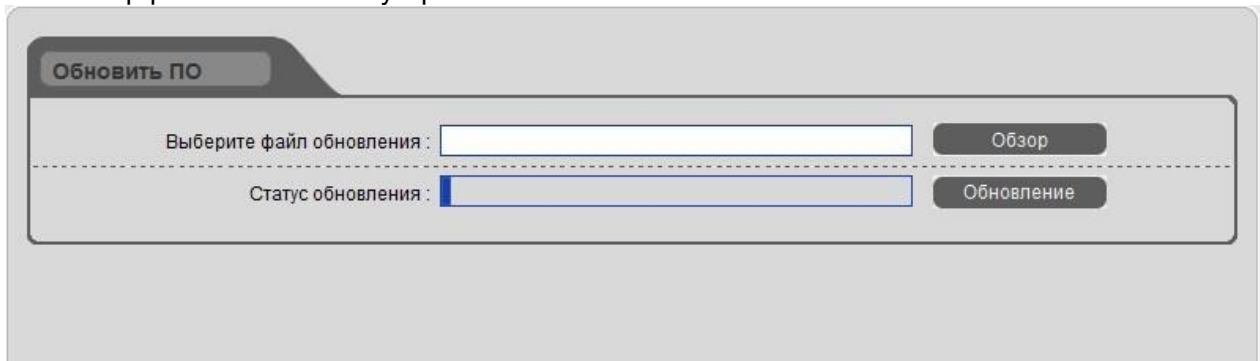 Обновить ПО
Выберите файл обновления :
Обзор
Статус обновления :
Обновление